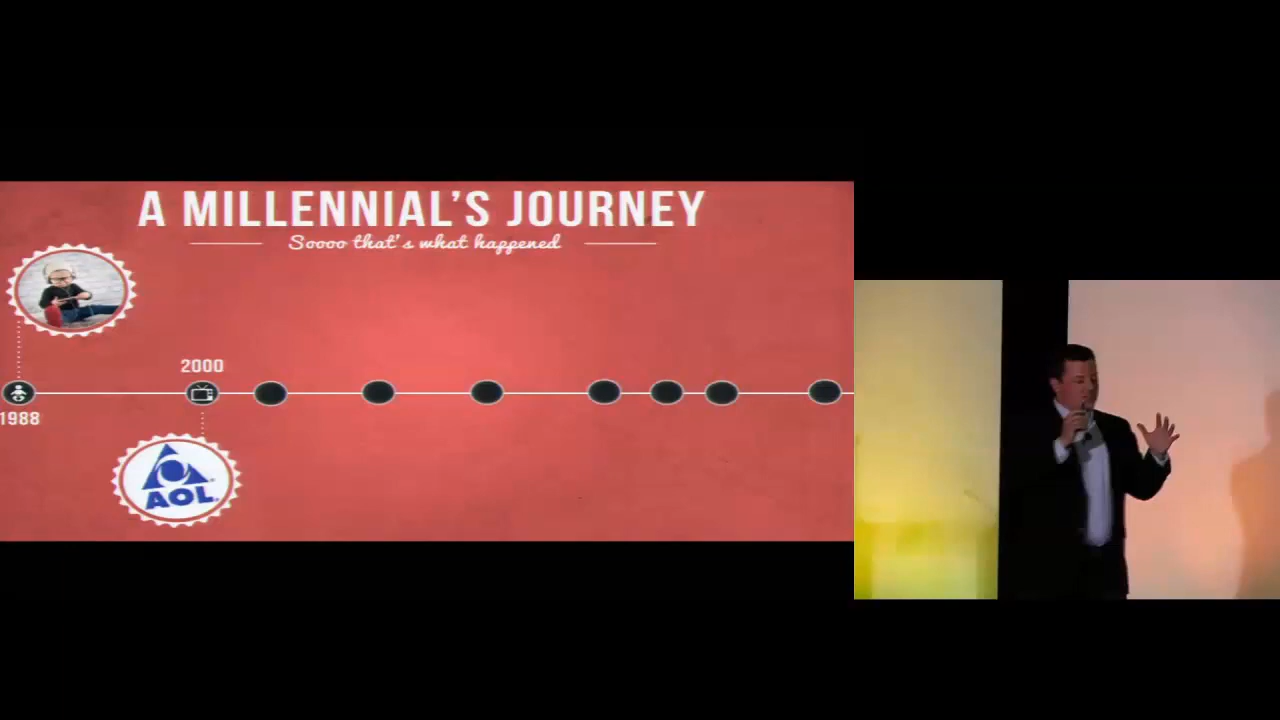 A MILLENNIAL'S JOURNEY
Soooo that's what happened
2000
1988
AOL